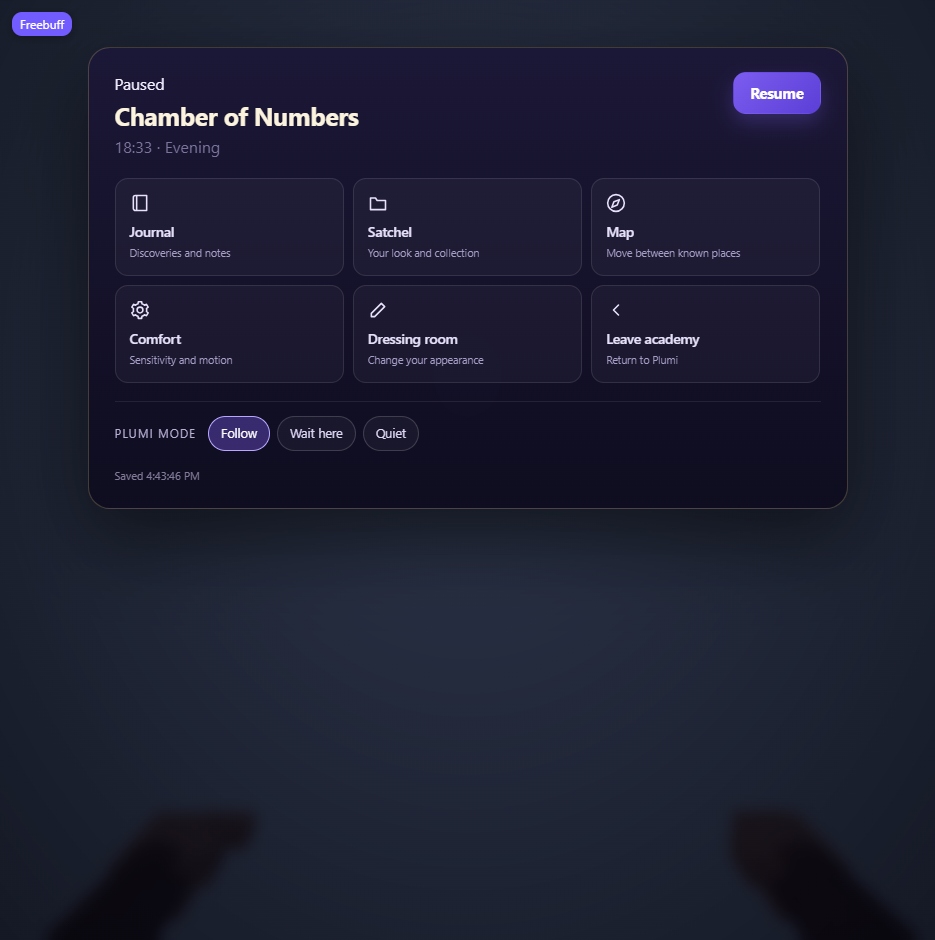 Freebuff
Paused
Resume
Chamber of Numbers
18:33 · Evening
Journal
Discoveries and notes
Satchel
Your look and collection
Map
Move between known places
Comfort
Sensitivity and motion
Dressing room
Change your appearance
Leave academy
Return to Plumi
PLUMI MODE
Follow
Wait here
Quiet
Saved 4:43:46 PM